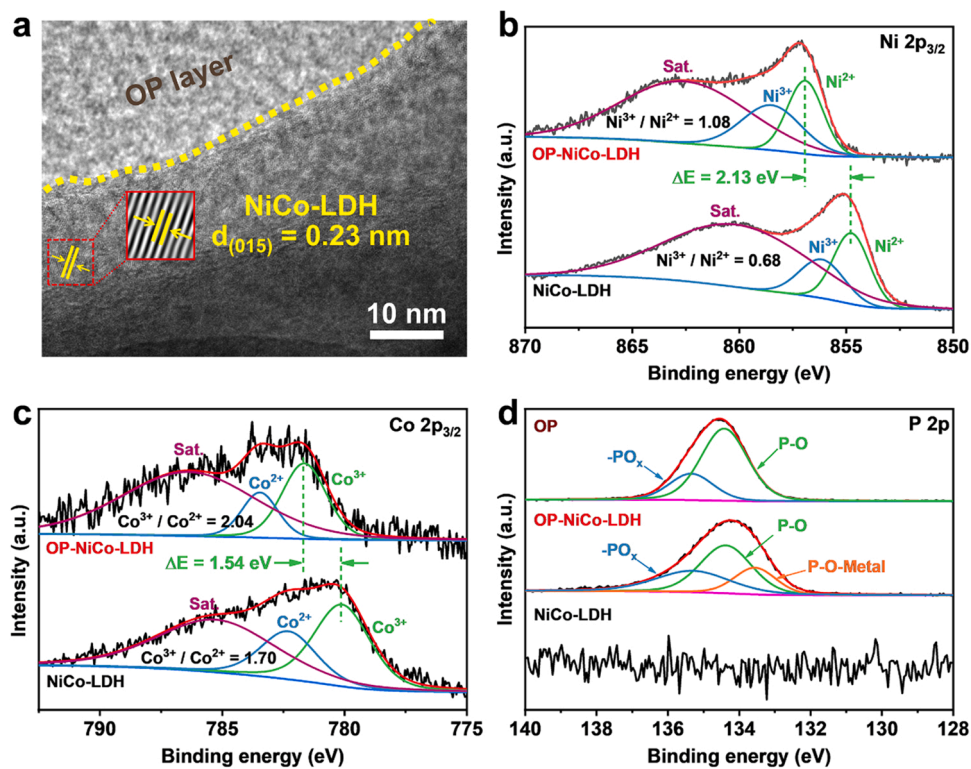 a
OP layer
NiCo-LDH
d(015) = 0.23 nm
10 nm
b
Ni 2p3/2
Sat.
Ni3+
Ni2+
Ni3+ / Ni2+ = 1.08
OP-NiCo-LDH
ΔE = 2.13 eV
Sat.
Ni3+
Ni2+
Ni3+ / Ni2+ = 0.68
NiCo-LDH
Intensity (a.u.)
870 865 860 855 850
Binding energy (eV)
c
Co 2p3/2
Sat.
Co2+
Co3+
Co3+ / Co2+ = 2.04
OP-NiCo-LDH
ΔE = 1.54 eV
Sat.
Co2+
Co3+
Co3+ / Co2+ = 1.70
NiCo-LDH
Intensity (a.u.)
790 785 780 775
Binding energy (eV)
d
P 2p
OP
-POx
P-O
OP-NiCo-LDH
-POx
P-O
P-O-Metal
NiCo-LDH
Intensity (a.u.)
140 138 136 134 132 130 128
Binding energy (eV)